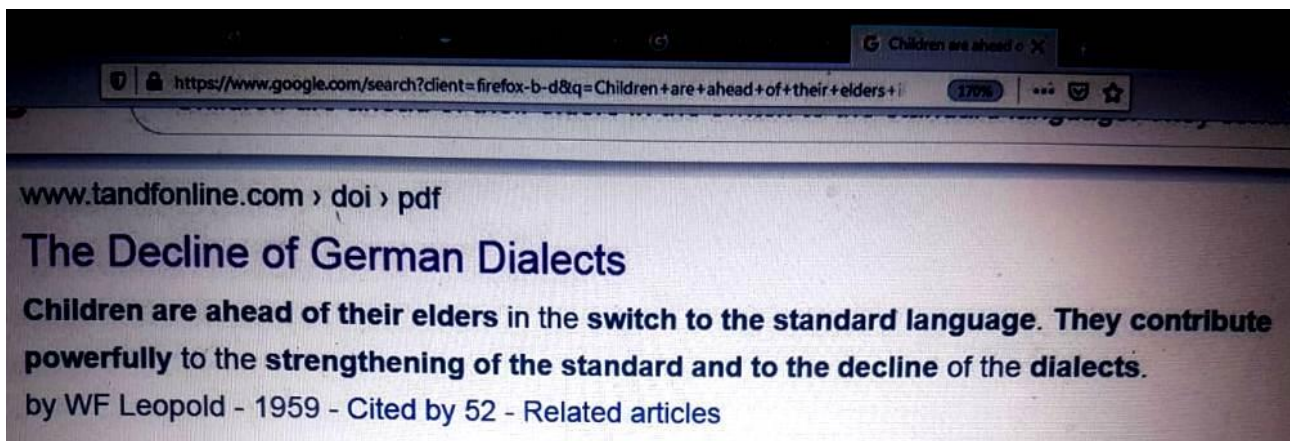 Children are ahead o
https://www.google.com/search?client=firefox-b-d&q=Children+are+ahead+of+their+elders+i
170%
www.tandfonline.com › doi › pdf
The Decline of German Dialects
Children are ahead of their elders in the switch to the standard language. They contribute
powerfully to the strengthening of the standard and to the decline of the dialects.
by WF Leopold - 1959 - Cited by 52 - Related articles